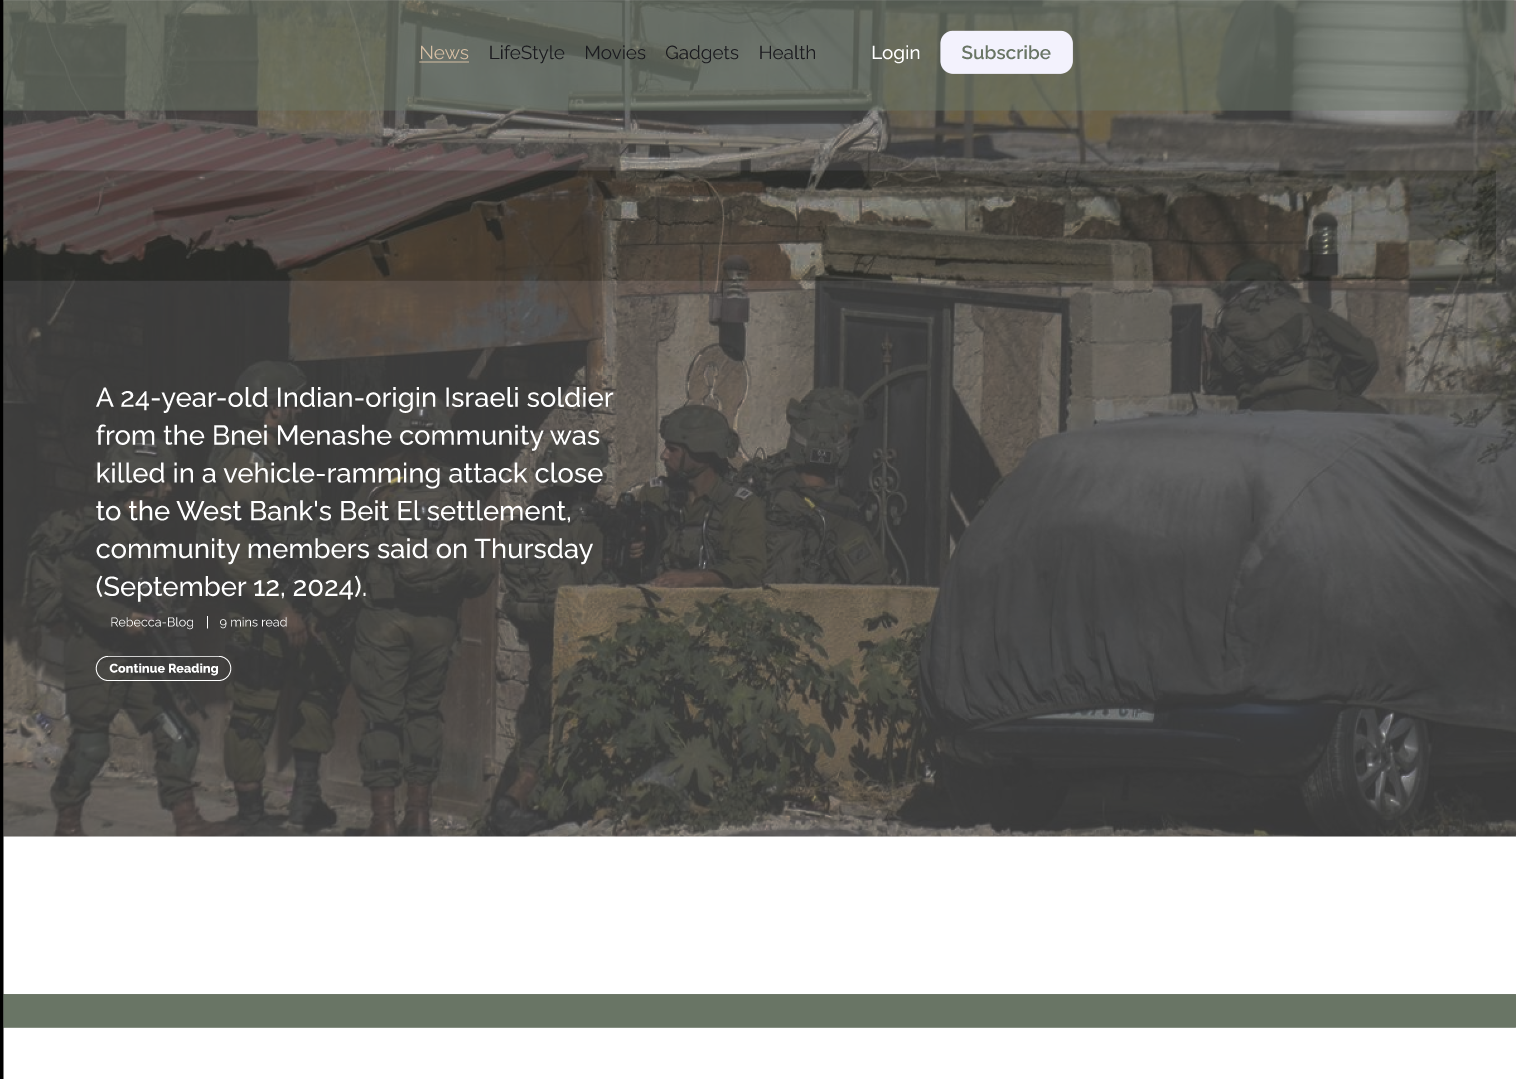 News LifeStyle Movies Gadgets Health Login Subscribe
A 24-year-old Indian-origin Israeli soldier
from the Bnei Menashe community was
killed in a vehicle-ramming attack close
to the West Bank's Beit El settlement,
community members said on Thursday
(September 12, 2024).
Rebecca-Blog | 9 mins read
Continue Reading